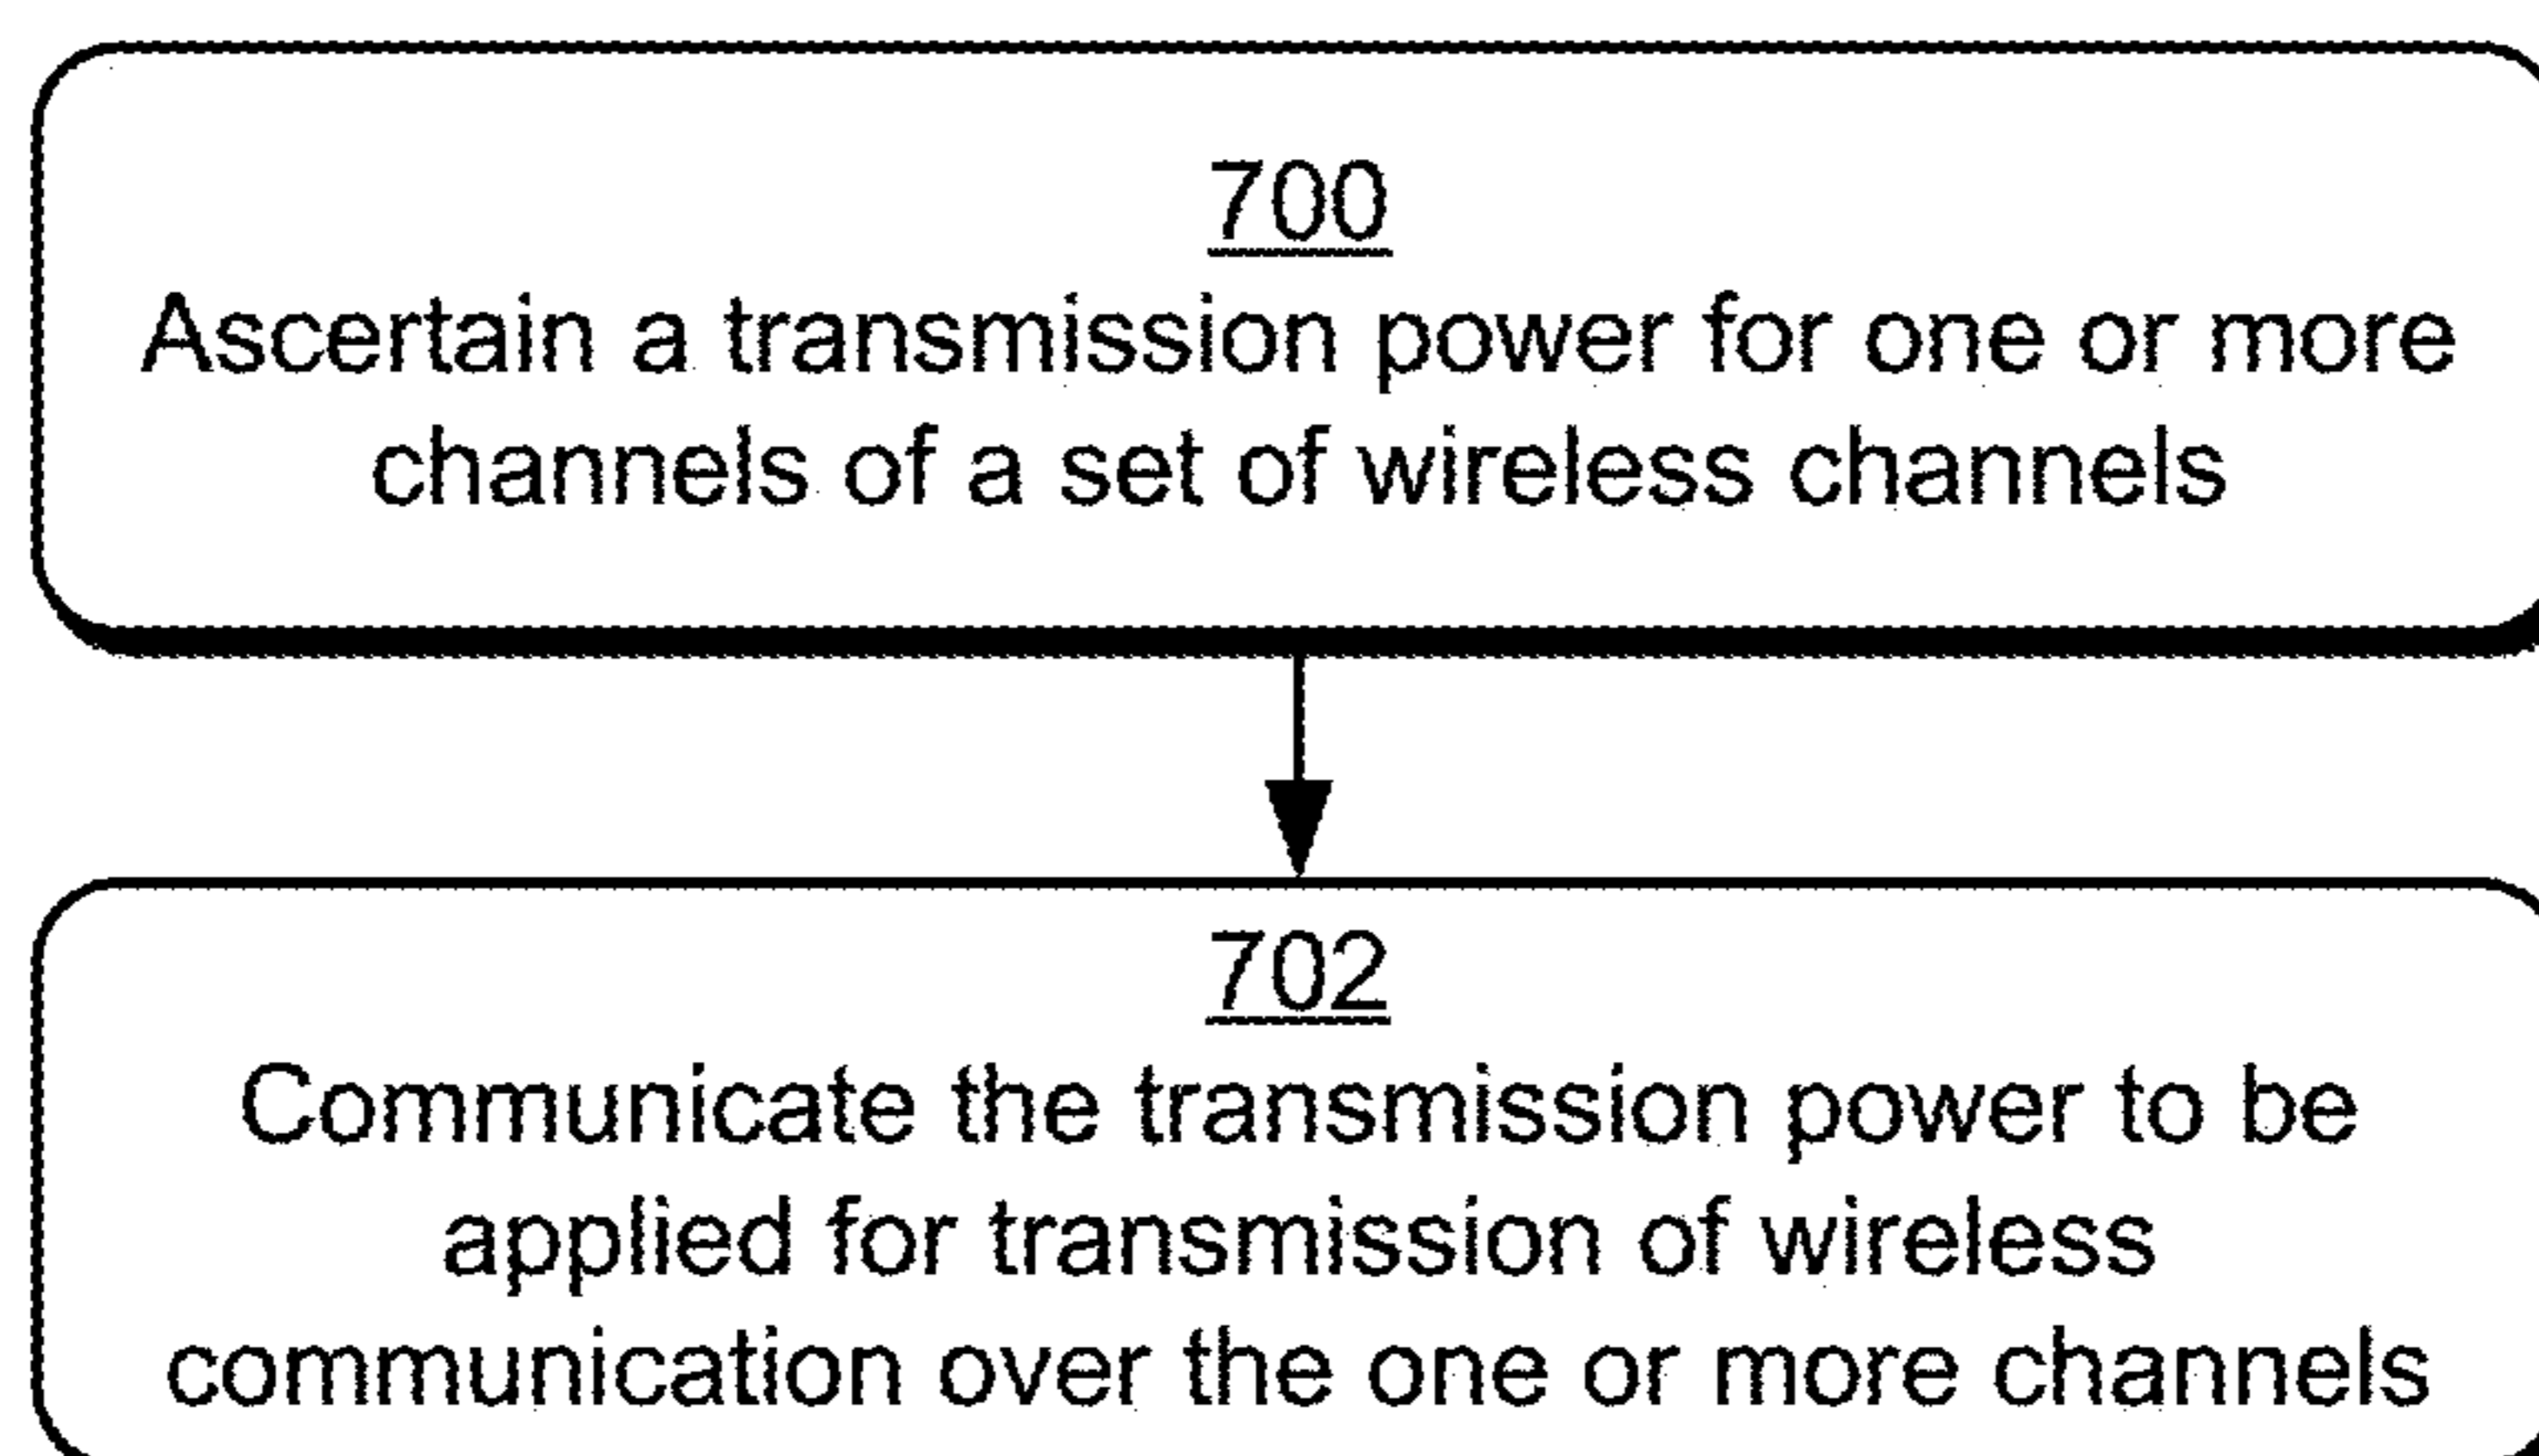 700
Ascertain a transmission power for one or more
channels of a set of wireless channels
702
Communicate the transmission power to be
applied for transmission of wireless
communication over the one or more channels